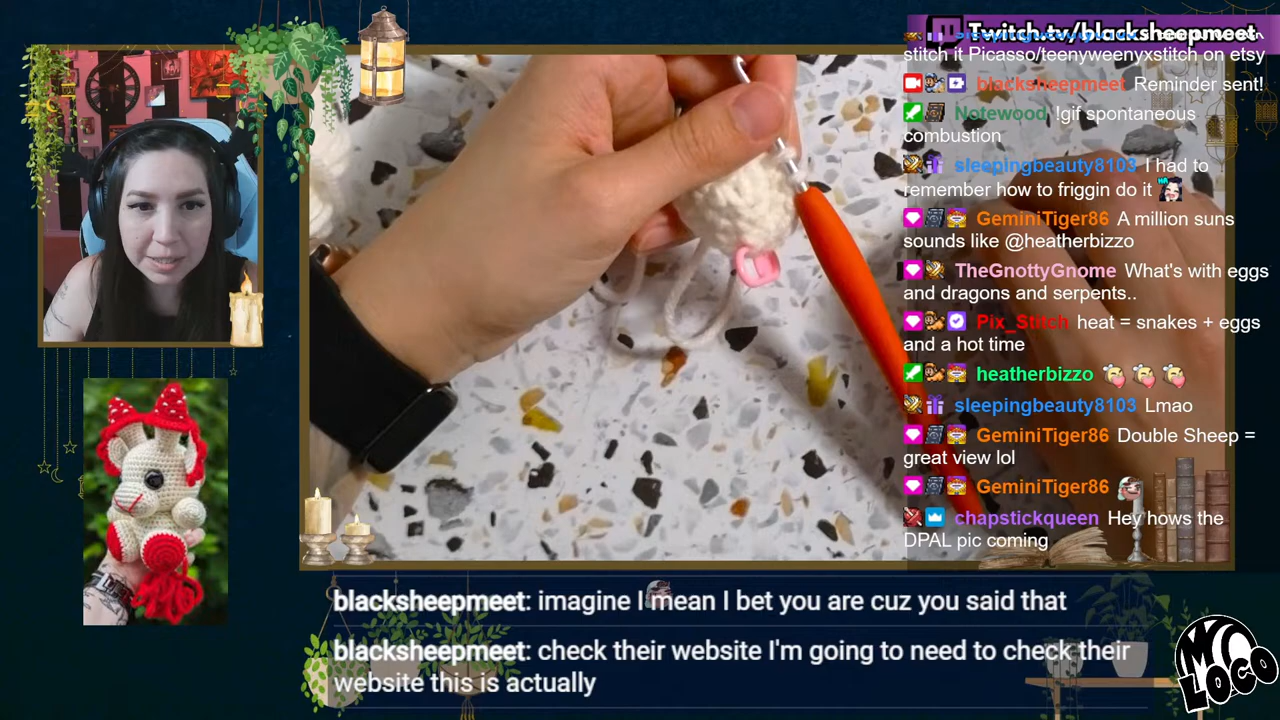 Twitch.tv/blacksheepmeet
stitch it Picasso/teenyweenyxstitch on etsy
blacksheepmeet Reminder sent!
Notewood !gif spontaneous
combustion
sleepingbeauty8103 I had to
remember how to friggin do it
GeminiTiger86 A million suns
sounds like @heatherbizzo
TheGnottyGnome What's with eggs
and dragons and serpents..
Pix_Stitch heat = snakes + eggs
and a hot time
heatherbizzo
sleepingbeauty8103 Lmao
GeminiTiger86 Double Sheep =
great view lol
GeminiTiger86
chapstickqueen Hey hows the
DPAL pic coming
blacksheepmeet: imagine I mean I bet you are cuz you said that
blacksheepmeet: check their website I'm going to need to check their
website this is actually
MC
LOCO